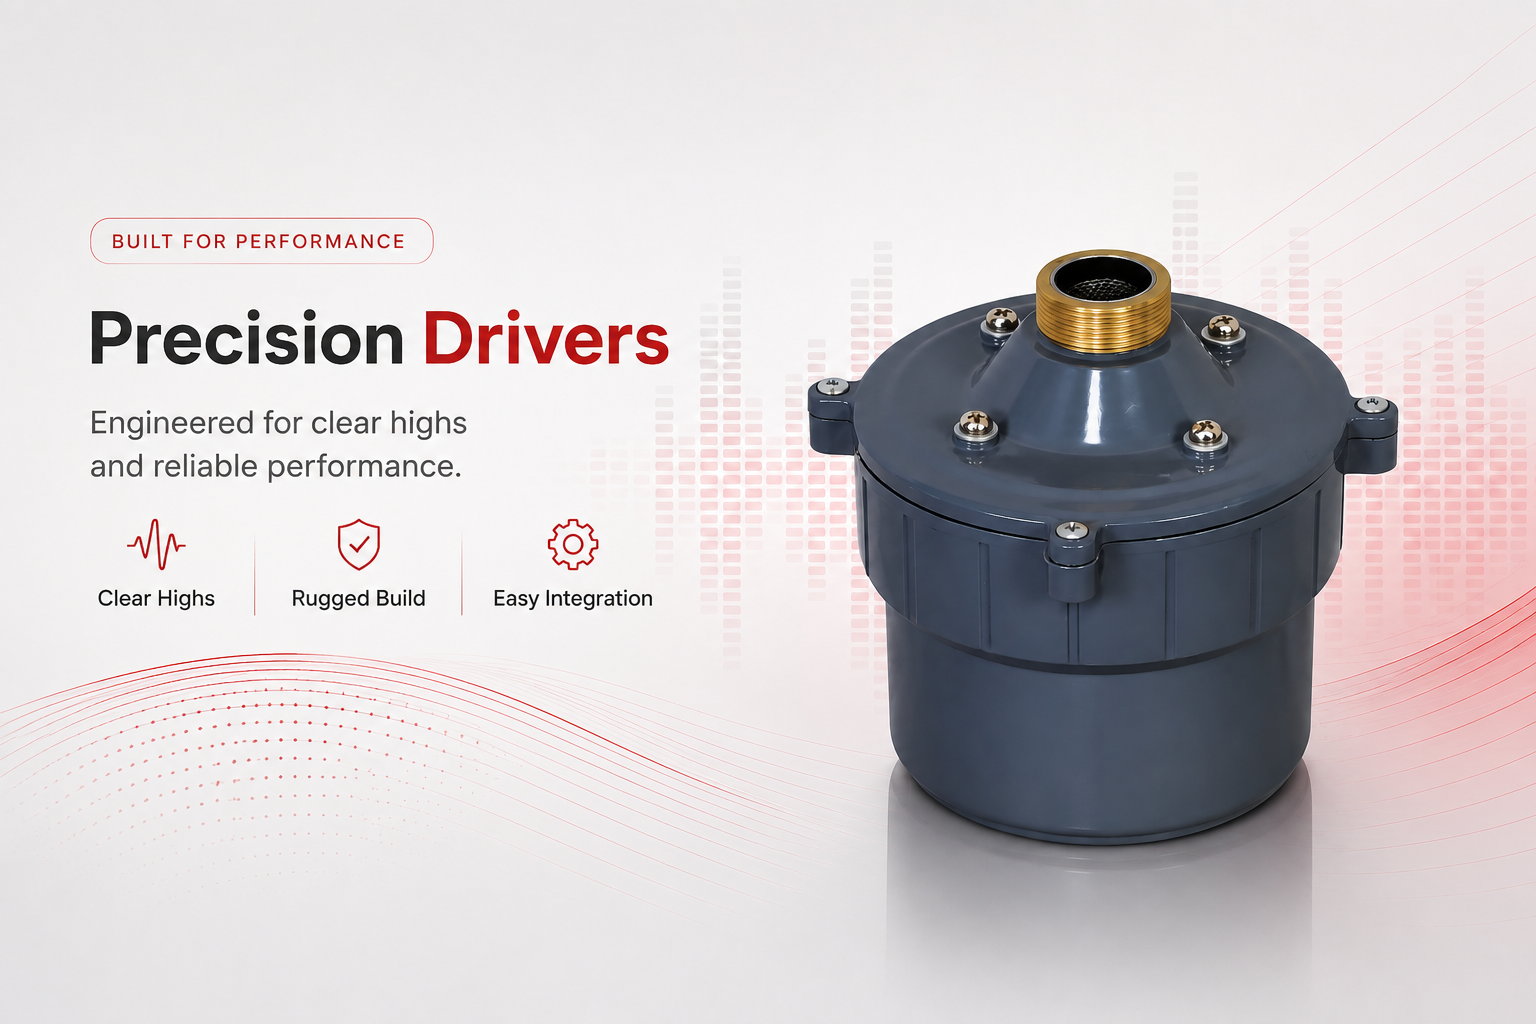 BUILT FOR PERFORMANCE
Precision Drivers
Engineered for clear highs
and reliable performance.
Clear Highs
Rugged Build
Easy Integration